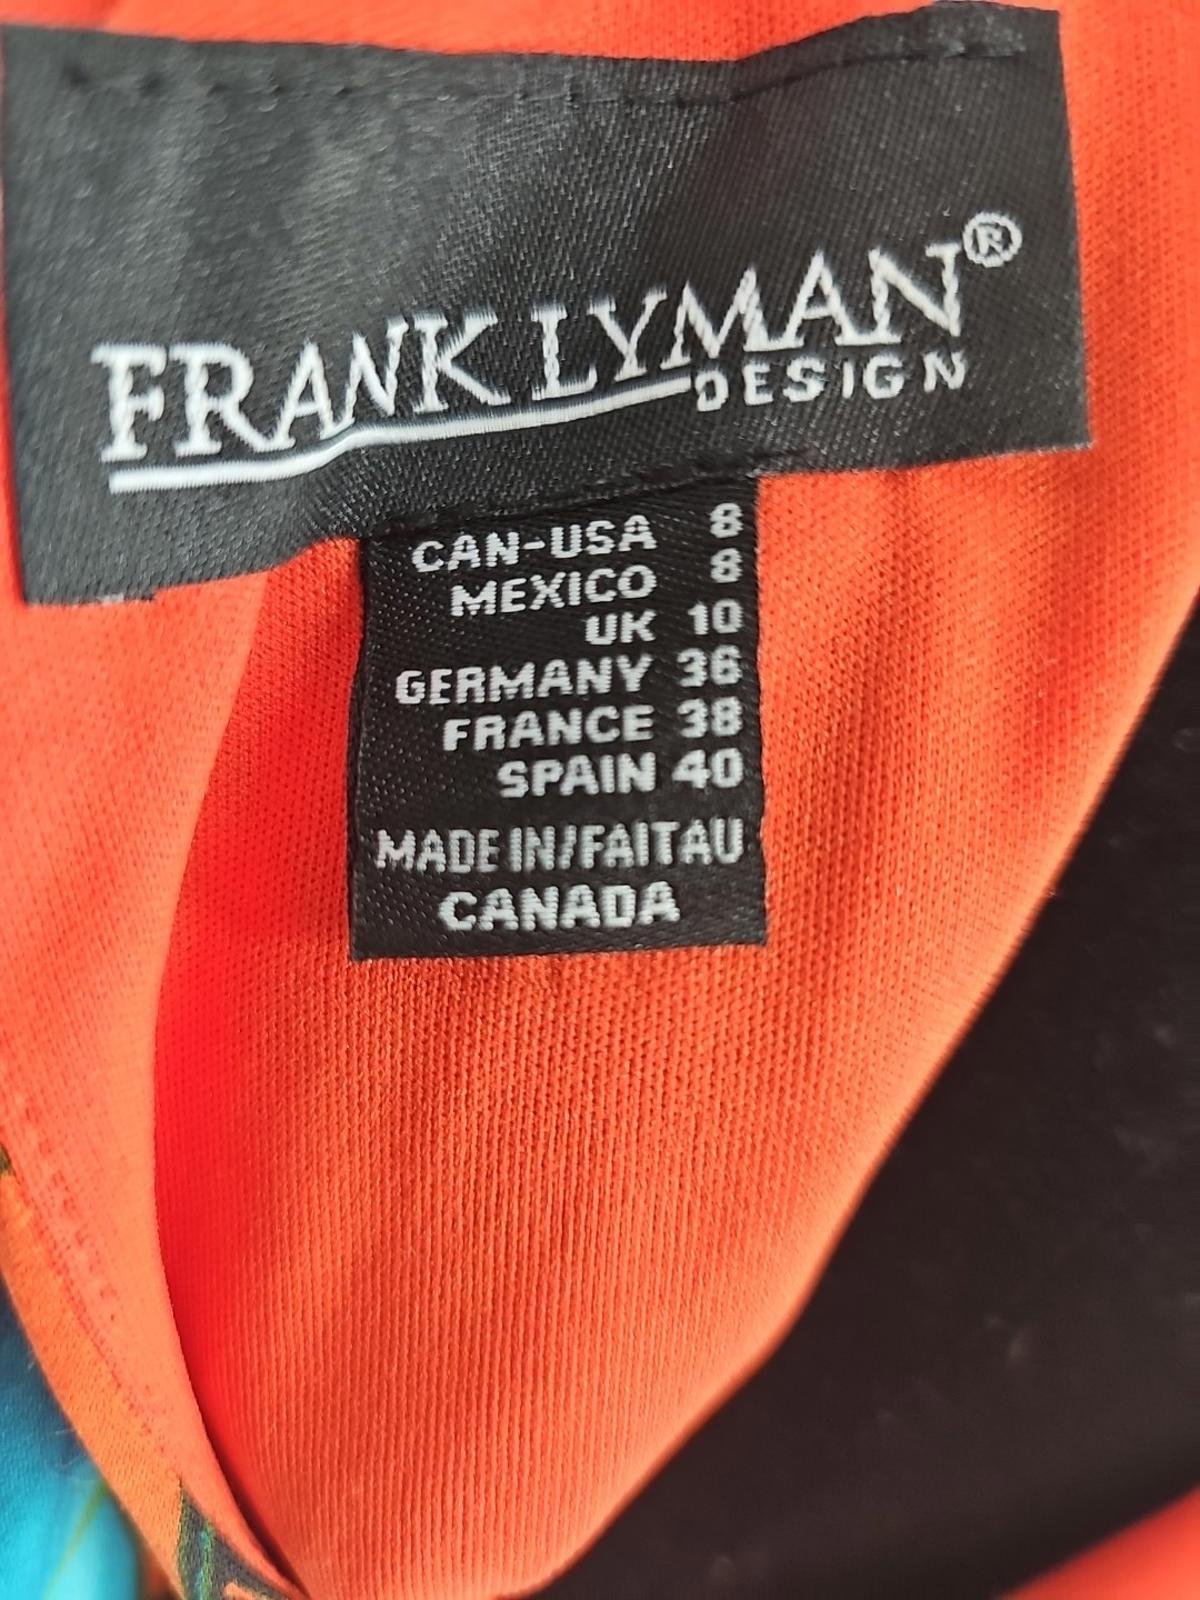 FRANK LYMAN®
DESIGN
CAN-USA 8
MEXICO 8
UK 10
GERMANY 36
FRANCE 38
SPAIN 40
MADE IN/FAIT AU
CANADA